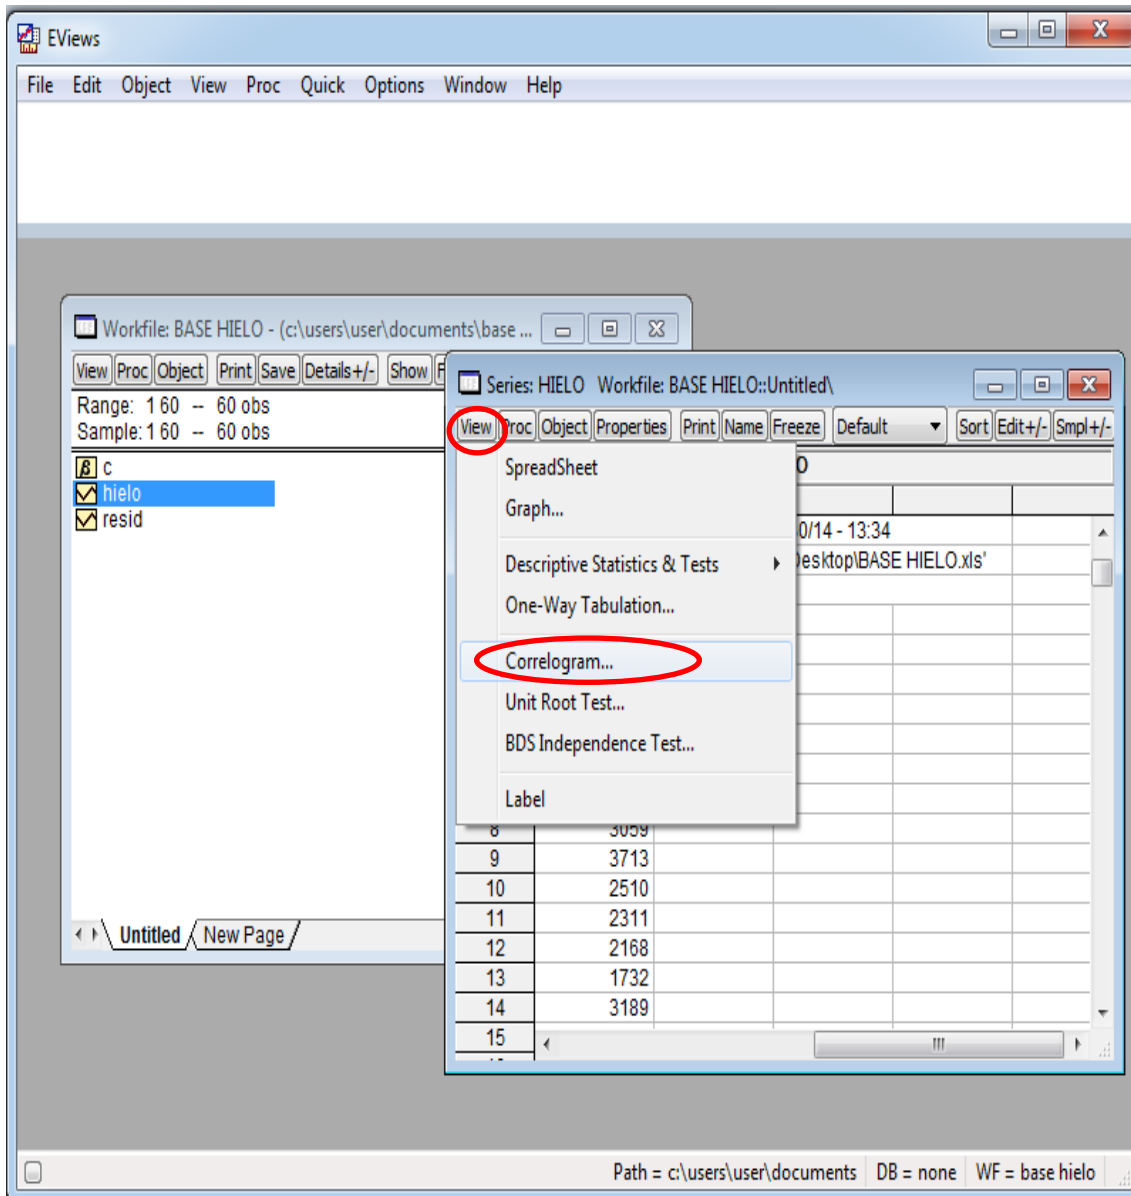 EViews
File Edit Object View Proc Quick Options Window Help
Workfile: BASE HIELO - (c:\users\user\documents\base ...
View Proc Object Print Save Details+/- Show F
Range: 1 60 -- 60 obs
Sample: 1 60 -- 60 obs
β c
hielo
resid
Untitled New Page
Series: HIELO Workfile: BASE HIELO::Untitled\
View Proc Object Properties Print Name Freeze Default Sort Edit+/- Smpl+/-
O
0/14 - 13:34
Desktop\BASE HIELO.xls'
SpreadSheet
Graph...
Descriptive Statistics & Tests
One-Way Tabulation...
Correlogram...
Unit Root Test...
BDS Independence Test...
Label
8 3059
9 3713
10 2510
11 2311
12 2168
13 1732
14 3189
15
Path = c:\users\user\documents DB = none WF = base hielo